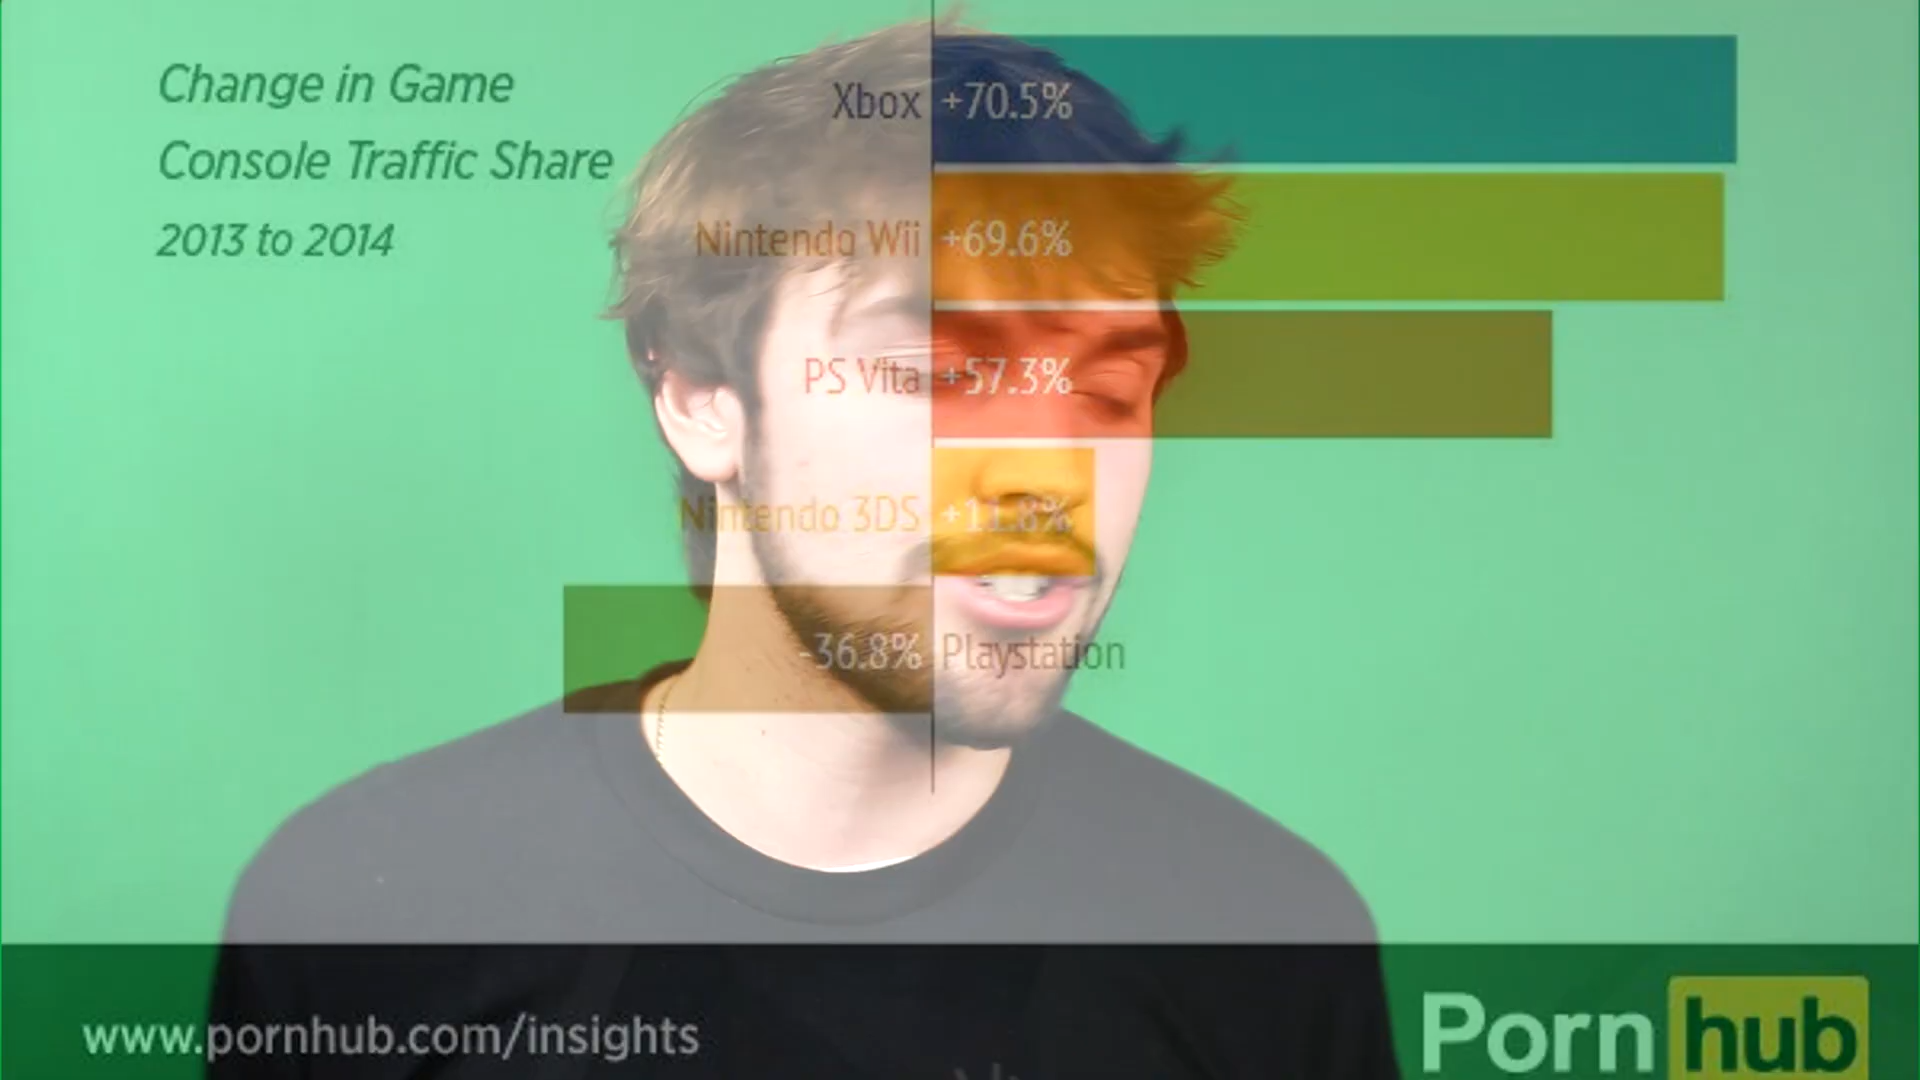 Change in Game
Console Traffic Share
2013 to 2014
Xbox +70.5%
Nintendo Wii +69.6%
PS Vita +57.3%
Nintendo 3DS +11.8%
-36.8% Playstation
www.pornhub.com/insights
Porn hub